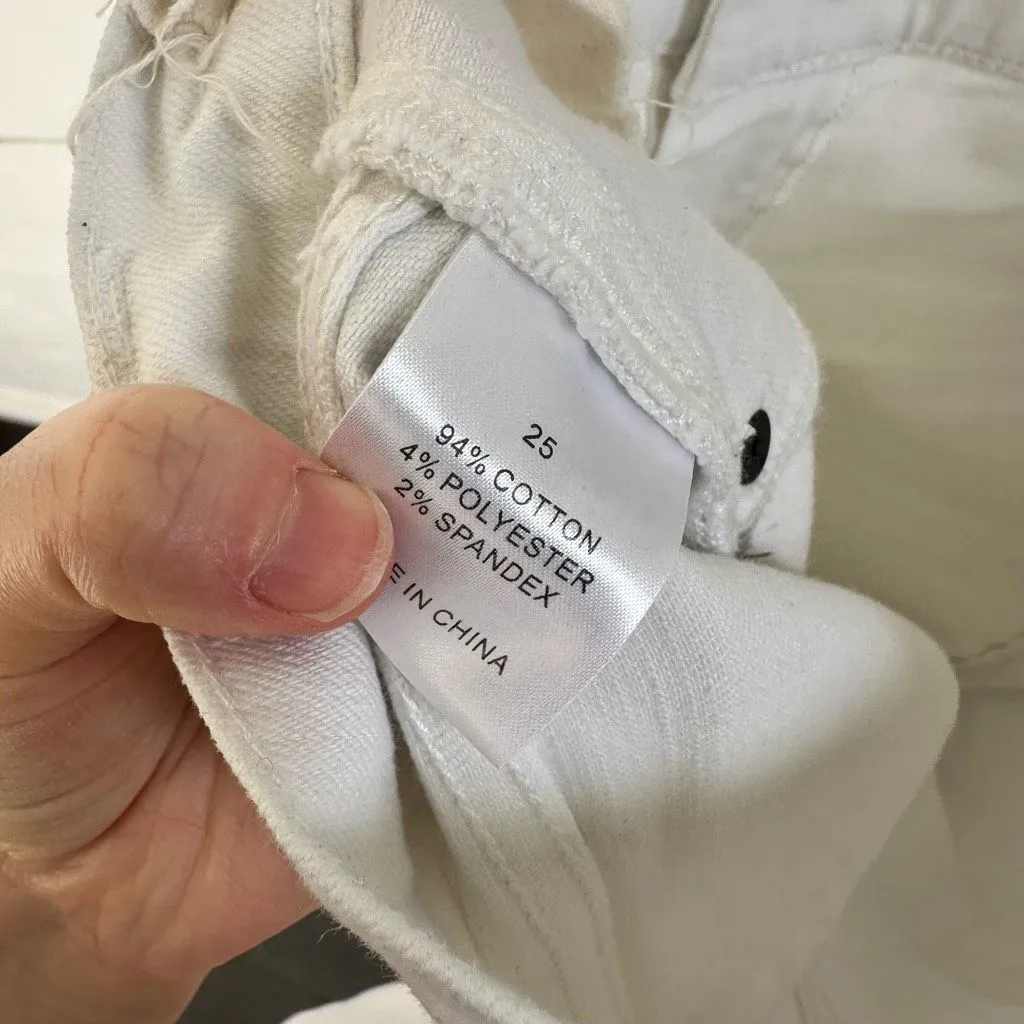 25
94% COTTON
4% POLYESTER
2% SPANDEX
E IN CHINA